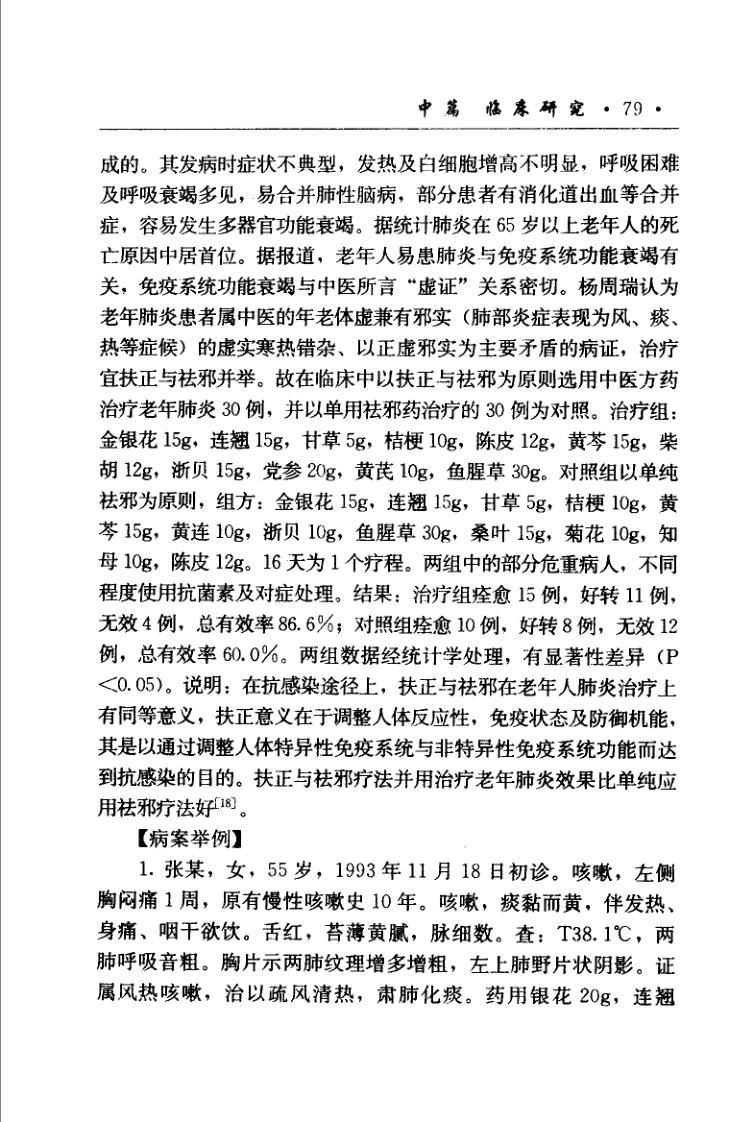 中篇 临床研究 · 79 ·
成的。其发病时症状不典型，发热及白细胞增高不明显，呼吸困难
及呼吸衰竭多见，易合并肺性脑病，部分患者有消化道出血等合并
症，容易发生多器官功能衰竭。据统计肺炎在 65 岁以上老年人的死
亡原因中居首位。据报道，老年人易患肺炎与免疫系统功能衰竭有
关，免疫系统功能衰竭与中医所言“虚证”关系密切。杨周瑞认为
老年肺炎患者属中医的年老体虚兼有邪实（肺部炎症表现为风、痰、
热等症候）的虚实寒热错杂、以正虚邪实为主要矛盾的病证，治疗
宜扶正与祛邪并举。故在临床中以扶正与祛邪为原则选用中医方药
治疗老年肺炎 30 例，并以单用祛邪药治疗的 30 例为对照。治疗组：
金银花 15g，连翘 15g，甘草 5g，桔梗 10g，陈皮 12g，黄芩 15g，柴
胡 12g，浙贝 15g，党参 20g，黄芪 10g，鱼腥草 30g。对照组以单纯
祛邪为原则，组方：金银花 15g，连翘 15g，甘草 5g，桔梗 10g，黄
芩 15g，黄连 10g，浙贝 10g，鱼腥草 30g，桑叶 15g，菊花 10g，知
母 10g，陈皮 12g。16 天为 1 个疗程。两组中的部分危重病人，不同
程度使用抗菌素及对症处理。结果：治疗组痊愈 15 例，好转 11 例，
无效 4 例，总有效率 86.6％；对照组痊愈 10 例，好转 8 例，无效 12
例，总有效率 60.0％。两组数据经统计学处理，有显著性差异（P
＜0.05）。说明：在抗感染途径上，扶正与祛邪在老年人肺炎治疗上
有同等意义，扶正意义在于调整人体反应性，免疫状态及防御机能，
其是以通过调整人体特异性免疫系统与非特异性免疫系统功能而达
到抗感染的目的。扶正与祛邪疗法并用治疗老年肺炎效果比单纯应
用祛邪疗法好[18]。
【病案举例】
1. 张某，女，55 岁，1993 年 11 月 18 日初诊。咳嗽，左侧
胸闷痛 1 周，原有慢性咳嗽史 10 年。咳嗽，痰黏而黄，伴发热、
身痛、咽干欲饮。舌红，苔薄黄腻，脉细数。查：T38.1℃，两
肺呼吸音粗。胸片示两肺纹理增多增粗，左上肺野片状阴影。证
属风热咳嗽，治以疏风清热，肃肺化痰。药用银花 20g，连翘